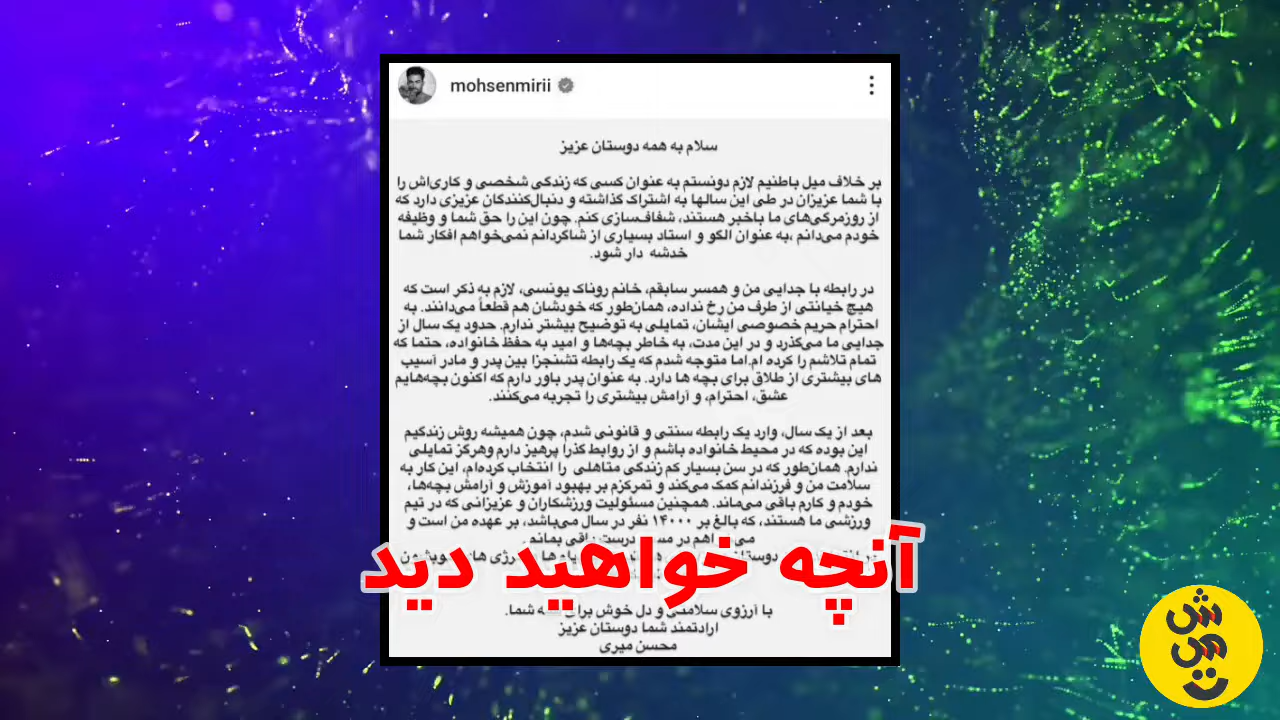 mohsenmirii
سلام به همه دوستان عزیز
بر خلاف میل باطنیم لازم دونستم به عنوان کسی که زندگی شخصی و کاری‌اش را
با شما عزیزان در طی این سالها به اشتراک گذاشته و دنبال‌کنندگان عزیزی دارد که
از روزمرگی‌های ما باخبر هستند، شفاف‌سازی کنم. چون این را حق شما و وظیفه
خودم می‌دانم ،به عنوان الگو و استاد بسیاری از شاگردانم نمی‌خواهم افکار شما
خدشه دار شود.
در رابطه با جدایی من و همسر سابقم، خانم روناک یونسی، لازم به ذکر است که
هیچ خیانتی از طرف من رخ نداده، همان‌طور که خودشان هم قطعاً می‌دانند. به
احترام حریم خصوصی ایشان، تمایلی به توضیح بیشتر ندارم. حدود یک سال از
جدایی ما می‌گذرد و در این مدت، به خاطر بچه‌ها و امید به حفظ خانواده، حتما که
تمام تلاشم را کرده ام.اما متوجه شدم که یک رابطه تشنج‌زا بین پدر و مادر آسیب
های بیشتری از طلاق برای بچه ها دارد. به عنوان پدر باور دارم که اکنون بچه‌هایم
عشق، احترام، و آرامش بیشتری را تجربه می‌کنند.
بعد از یک سال، وارد یک رابطه سنتی و قانونی شدم، چون همیشه روش زندگیم
این بوده که در محیط خانواده باشم و از روابط گذرا پرهیز دارم وهرگز تمایلی
ندارم. همان‌طور که در سن بسیار کم زندگی متاهلی را انتخاب کرده‌ام، این کار به
سلامت من و فرزندانم کمک می‌کند و تمرکزم بر بهبود آموزش و آرامش بچه‌ها،
خودم و کارم باقی می‌ماند. همچنین مسئولیت ورزشکاران و عزیزانی که در تیم
ورزشی ما هستند، که بالغ بر ۱۴۰۰۰ نفر در سال می‌باشد، بر عهده من است و
در باقی بمانم.
دوستان
آنچه خواهید دید
با آرزوی سلامتی و دل خوش برای همه شما.
ارادتمند شما دوستان عزیز
محسن میری